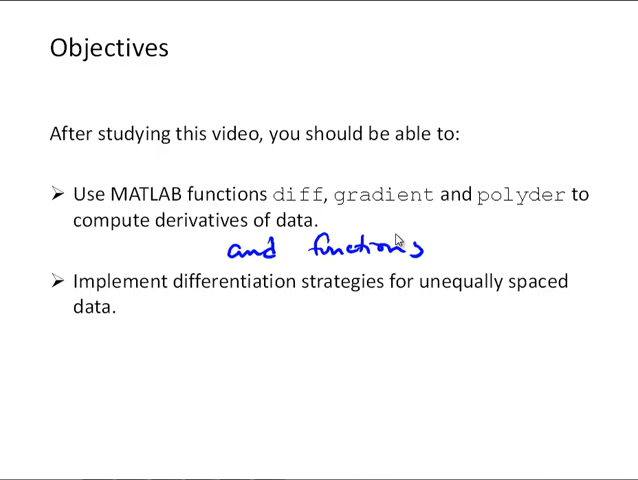 Objectives
After studying this video, you should be able to:
➢ Use MATLAB functions diff, gradient and polyder to
compute derivatives of data.
and functions
➢ Implement differentiation strategies for unequally spaced
data.